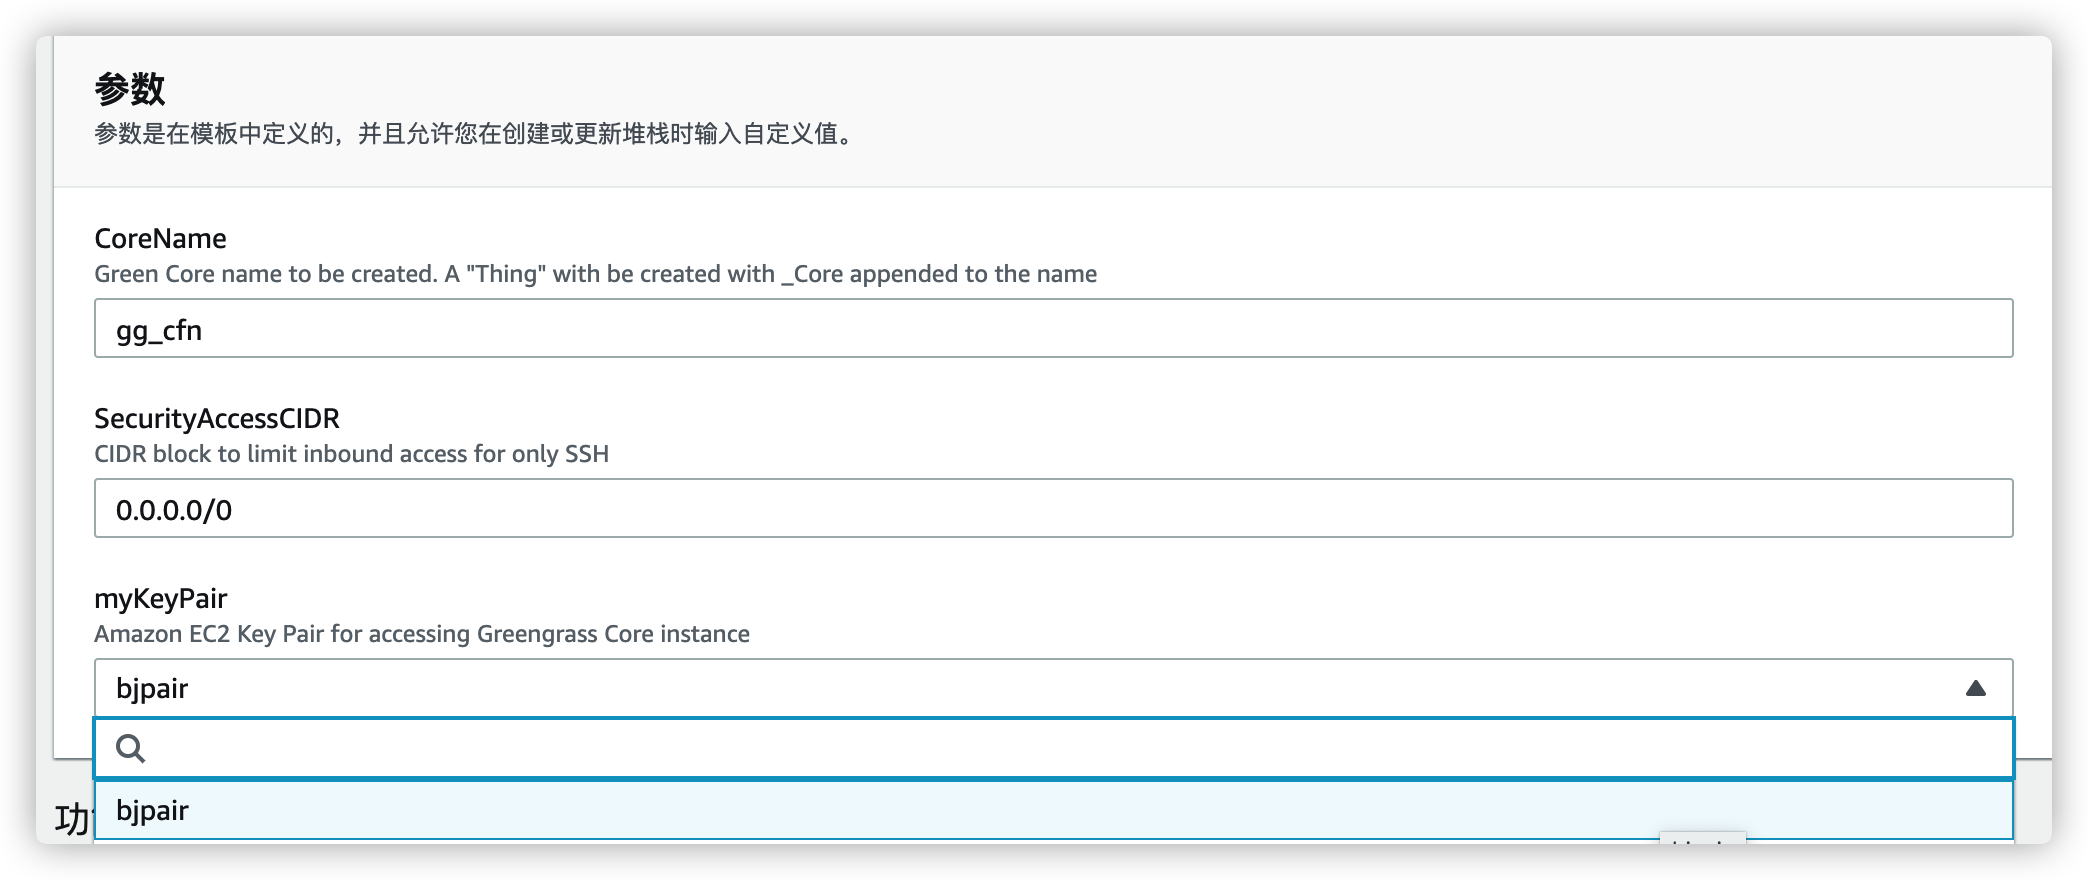 参数
参数是在模板中定义的，并且允许您在创建或更新堆栈时输入自定义值。
CoreName
Green Core name to be created. A "Thing" with be created with _Core appended to the name
gg_cfn
SecurityAccessCIDR
CIDR block to limit inbound access for only SSH
0.0.0.0/0
myKeyPair
Amazon EC2 Key Pair for accessing Greengrass Core instance
bjpair
bjpair
功